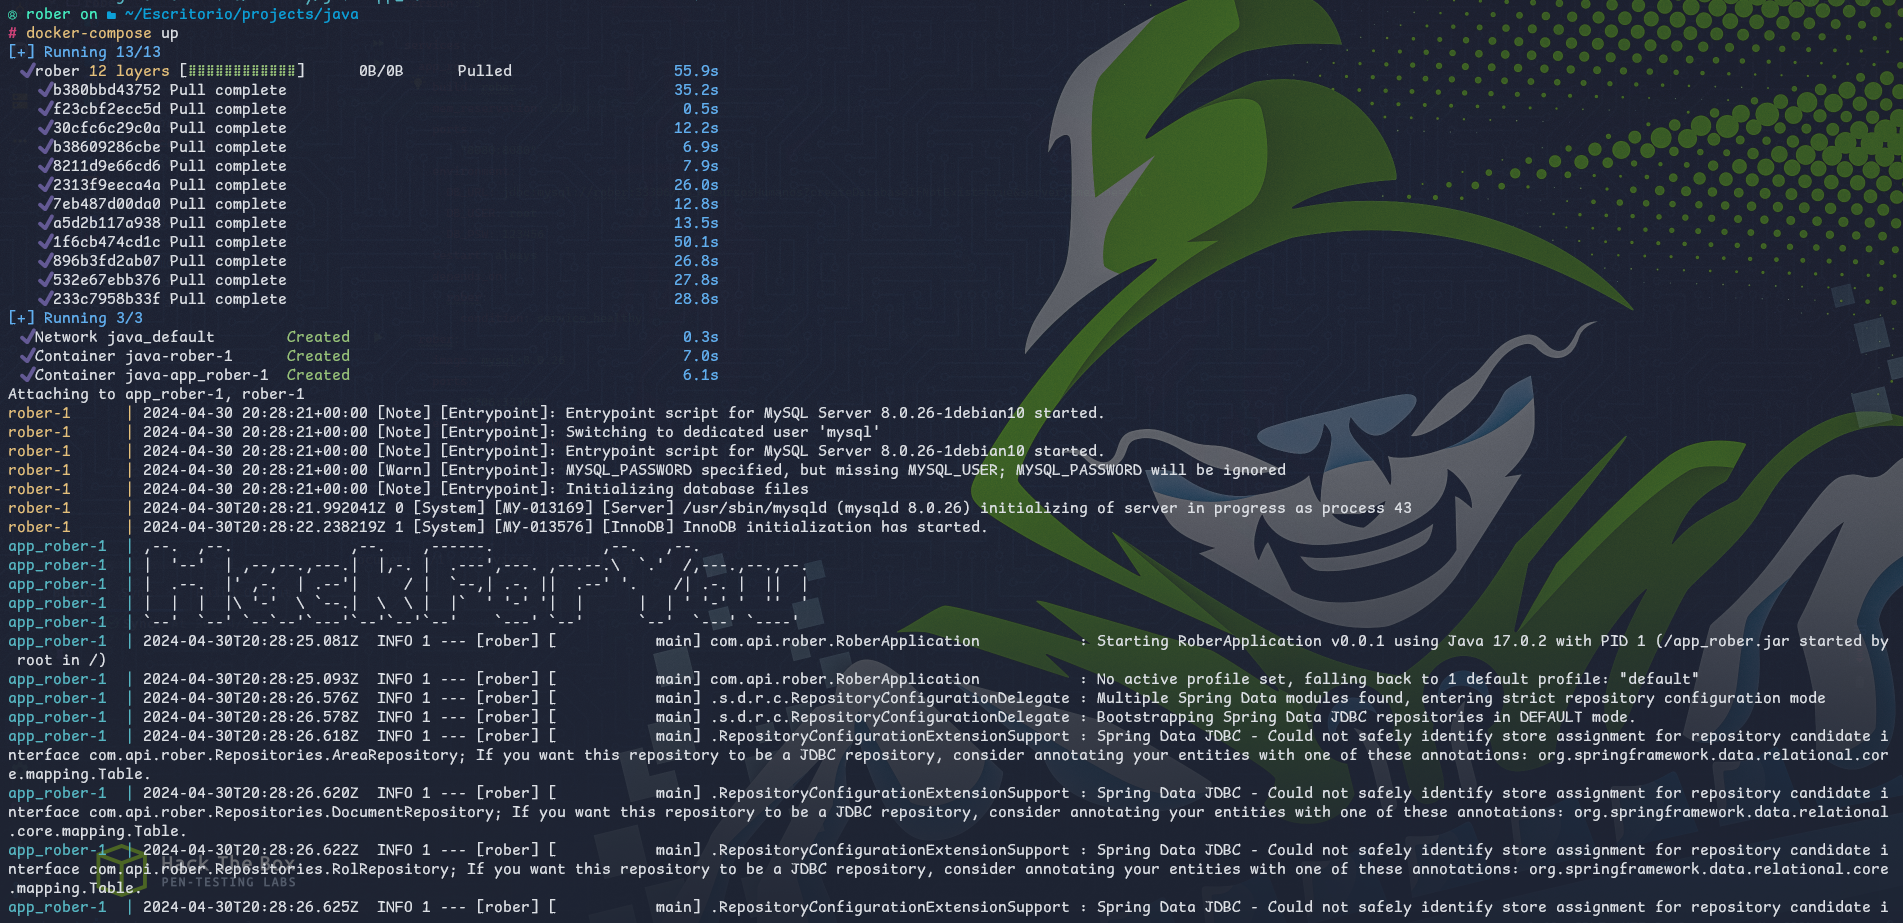 rober on ~/Escritorio/projects/java
# docker-compose up
[+] Running 13/13
✔rober 12 layers [⣿⣿⣿⣿⣿⣿⣿⣿⣿⣿⣿⣿] 0B/0B Pulled 55.9s
✔b380bbd43752 Pull complete 35.2s
✔f23cbf2ecc5d Pull complete 0.5s
✔30cfc6c29c0a Pull complete 12.2s
✔b38609286cbe Pull complete 6.9s
✔8211d9e66cd6 Pull complete 7.9s
✔2313f9eeca4a Pull complete 26.0s
✔7eb487d00da0 Pull complete 12.8s
✔a5d2b117a938 Pull complete 13.5s
✔1f6cb474cd1c Pull complete 50.1s
✔896b3fd2ab07 Pull complete 26.8s
✔532e67ebb376 Pull complete 27.8s
✔233c7958b33f Pull complete 28.8s
[+] Running 3/3
✔Network java_default Created 0.3s
✔Container java-rober-1 Created 7.0s
✔Container java-app_rober-1 Created 6.1s
Attaching to app_rober-1, rober-1
rober-1 | 2024-04-30 20:28:21+00:00 [Note] [Entrypoint]: Entrypoint script for MySQL Server 8.0.26-1debian10 started.
rober-1 | 2024-04-30 20:28:21+00:00 [Note] [Entrypoint]: Switching to dedicated user 'mysql'
rober-1 | 2024-04-30 20:28:21+00:00 [Note] [Entrypoint]: Entrypoint script for MySQL Server 8.0.26-1debian10 started.
rober-1 | 2024-04-30 20:28:21+00:00 [Warn] [Entrypoint]: MYSQL_PASSWORD specified, but missing MYSQL_USER; MYSQL_PASSWORD will be ignored
rober-1 | 2024-04-30 20:28:21+00:00 [Note] [Entrypoint]: Initializing database files
rober-1 | 2024-04-30T20:28:21.992041Z 0 [System] [MY-013169] [Server] /usr/sbin/mysqld (mysqld 8.0.26) initializing of server in progress as process 43
rober-1 | 2024-04-30T20:28:22.238219Z 1 [System] [MY-013576] [InnoDB] InnoDB initialization has started.
app_rober-1 |
app_rober-1 |
app_rober-1 |
app_rober-1 |
app_rober-1 |
app_rober-1 | 2024-04-30T20:28:25.081Z INFO 1 --- [rober] [ main] com.api.rober.RoberApplication : Starting RoberApplication v0.0.1 using Java 17.0.2 with PID 1 (/app_rober.jar started by
root in /)
app_rober-1 | 2024-04-30T20:28:25.093Z INFO 1 --- [rober] [ main] com.api.rober.RoberApplication : No active profile set, falling back to 1 default profile: "default"
app_rober-1 | 2024-04-30T20:28:26.576Z INFO 1 --- [rober] [ main] .s.d.r.c.RepositoryConfigurationDelegate : Multiple Spring Data modules found, entering strict repository configuration mode
app_rober-1 | 2024-04-30T20:28:26.578Z INFO 1 --- [rober] [ main] .s.d.r.c.RepositoryConfigurationDelegate : Bootstrapping Spring Data JDBC repositories in DEFAULT mode.
app_rober-1 | 2024-04-30T20:28:26.618Z INFO 1 --- [rober] [ main] .RepositoryConfigurationExtensionSupport : Spring Data JDBC - Could not safely identify store assignment for repository candidate i
nterface com.api.rober.Repositories.AreaRepository; If you want this repository to be a JDBC repository, consider annotating your entities with one of these annotations: org.springframework.data.relational.cor
e.mapping.Table.
app_rober-1 | 2024-04-30T20:28:26.620Z INFO 1 --- [rober] [ main] .RepositoryConfigurationExtensionSupport : Spring Data JDBC - Could not safely identify store assignment for repository candidate i
nterface com.api.rober.Repositories.DocumentRepository; If you want this repository to be a JDBC repository, consider annotating your entities with one of these annotations: org.springframework.data.relational
.core.mapping.Table.
app_rober-1 | 2024-04-30T20:28:26.622Z INFO 1 --- [rober] [ main] .RepositoryConfigurationExtensionSupport : Spring Data JDBC - Could not safely identify store assignment for repository candidate i
Hack The Box
nterface com.api.rober.Repositories.RolRepository; If you want this repository to be a JDBC repository, consider annotating your entities with one of these annotations: org.springframework.data.relational.core
PEN-TESTING LABS
.mapping.Table.
app_rober-1 | 2024-04-30T20:28:26.625Z INFO 1 --- [rober] [ main] .RepositoryConfigurationExtensionSupport : Spring Data JDBC - Could not safely identify store assignment for repository candidate i